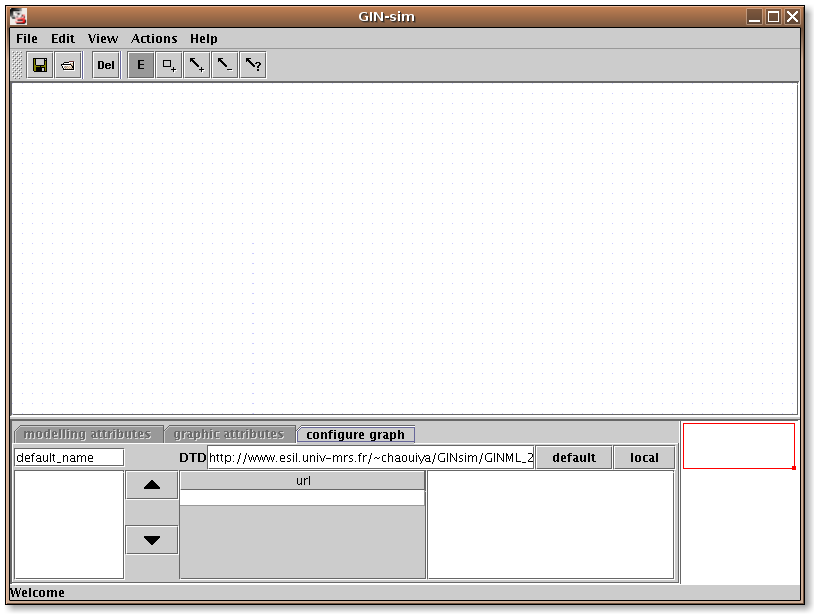 GIN-sim
File Edit View Actions Help
Del E + + - ?
modelling attributes graphic attributes configure graph
default_name DTD http://www.esil.univ-mrs.fr/~chaouiya/GINsim/GINML_2 default local
url
Welcome